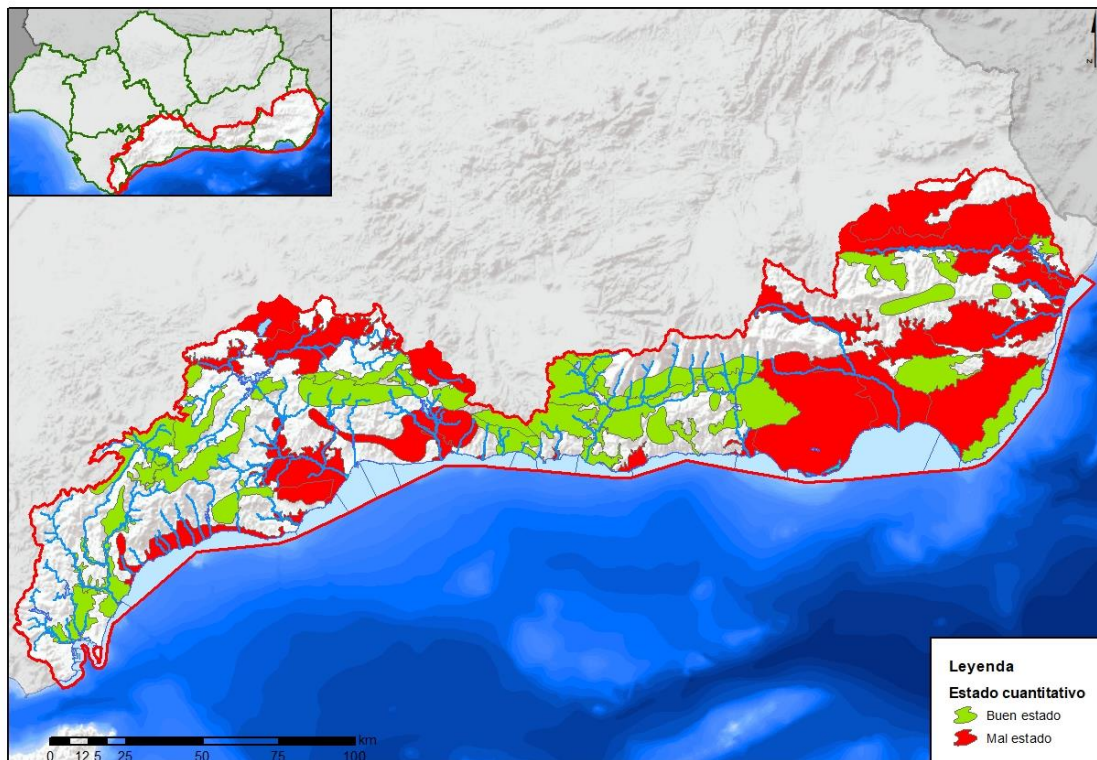 N
Leyenda
Estado cuantitativo
Buen estado
Mal estado
km
0 12,5 25 50 75 100